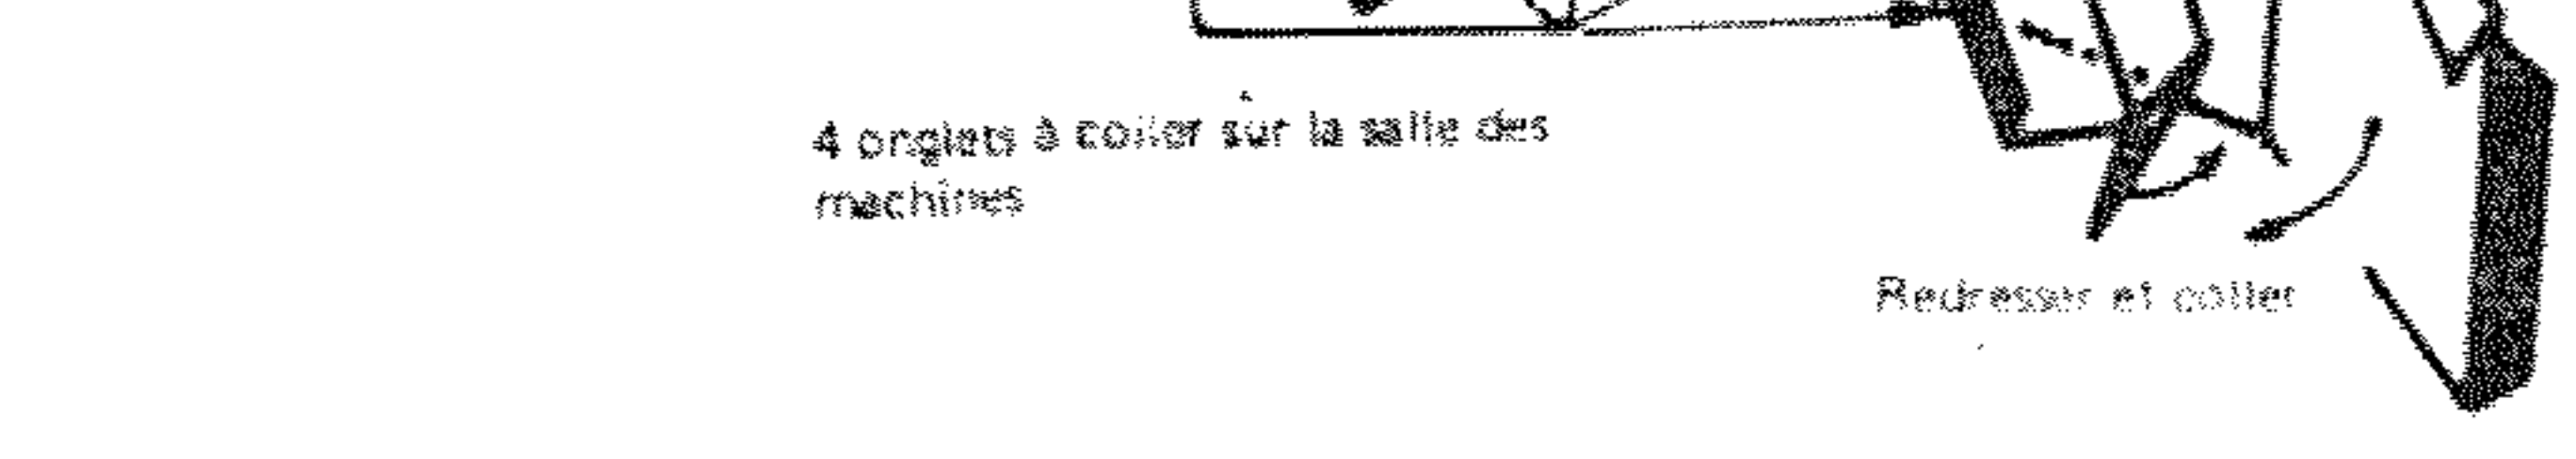 4 onglets à coller sur la salle des
machines
Redresser et coller